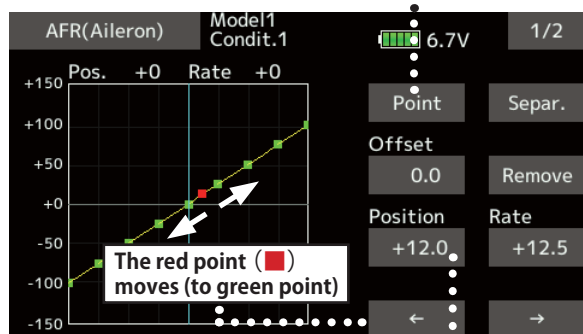 AFR(Aileron)
Model1
Condit.1
6.7V
1/2
Pos. +0 Rate +0
+150
+100
+50
+0
-50
-100
-150
Point
Separ.
Offset
0.0
Remove
Position
Rate
+12.0
+12.5
←
→
The red point (■)
moves (to green point)